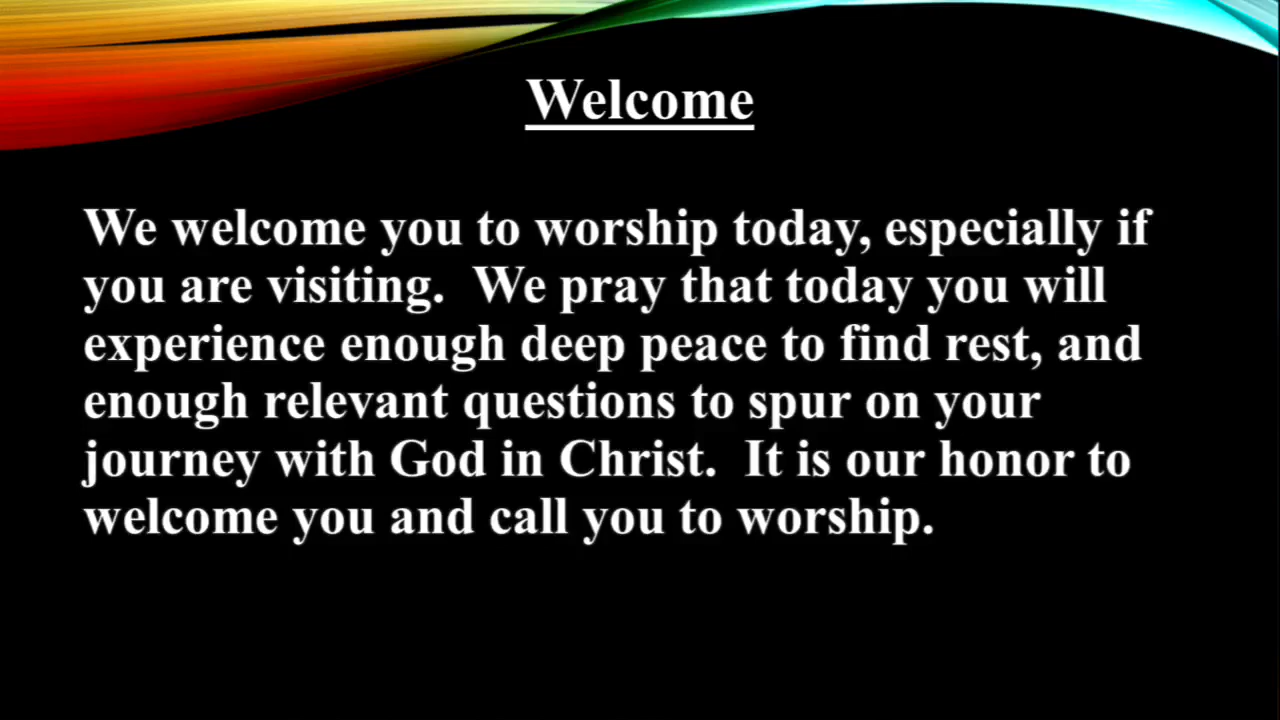 Welcome
We welcome you to worship today, especially if
you are visiting.  We pray that today you will
experience enough deep peace to find rest, and
enough relevant questions to spur on your
journey with God in Christ.  It is our honor to
welcome you and call you to worship.